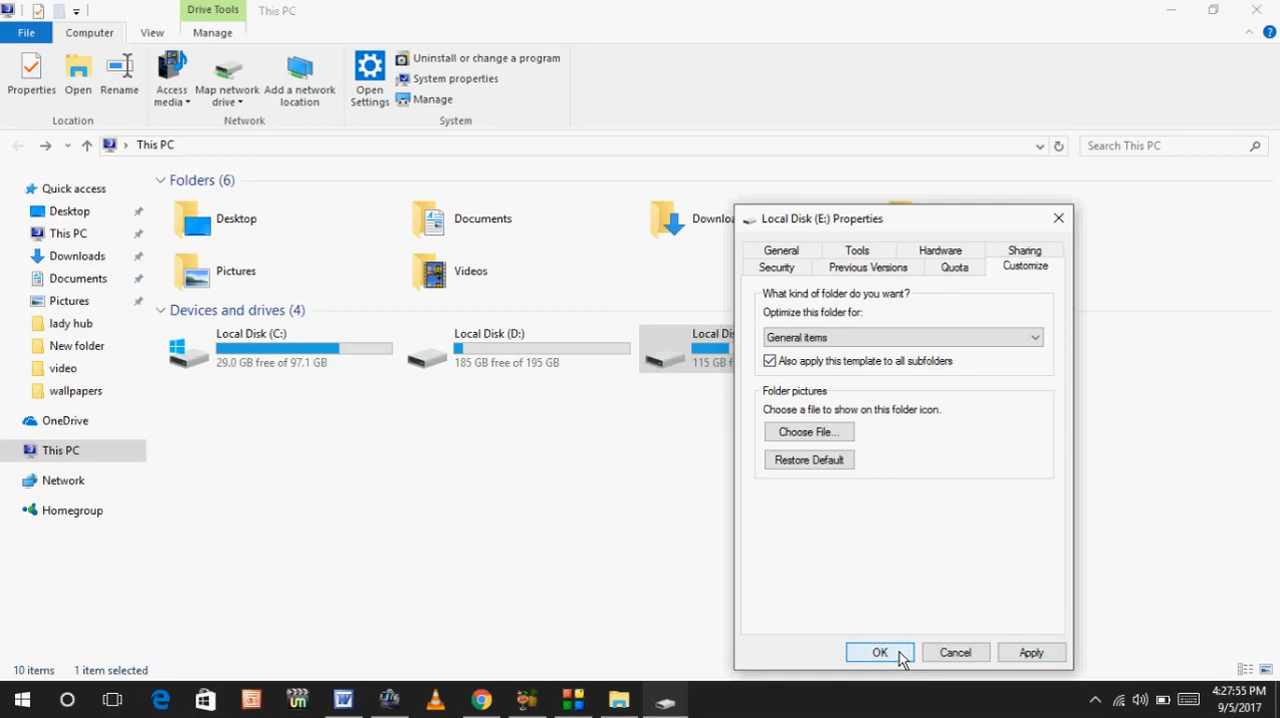 Drive Tools
This PC
File
Computer
View
Manage
Properties
Open
Rename
Access media
Map network drive
Add a network location
Open Settings
Uninstall or change a program
System properties
Manage
Location
Network
System
This PC
Search This PC
Quick access
Desktop
This PC
Downloads
Documents
Pictures
lady hub
New folder
video
wallpapers
OneDrive
This PC
Network
Homegroup
Folders (6)
Desktop
Documents
Pictures
Videos
Devices and drives (4)
Local Disk (C:)
29.0 GB free of 97.1 GB
Local Disk (D:)
185 GB free of 195 GB
Local
115 GB
Local Disk (E:) Properties
General
Tools
Hardware
Sharing
Security
Previous Versions
Quota
Customize
What kind of folder do you want?
Optimize this folder for:
General items
Also apply this template to all subfolders
Folder pictures
Choose a file to show on this folder icon.
Choose File...
Restore Default
OK
Cancel
Apply
10 items
1 item selected
4:27:55 PM
9/5/2017